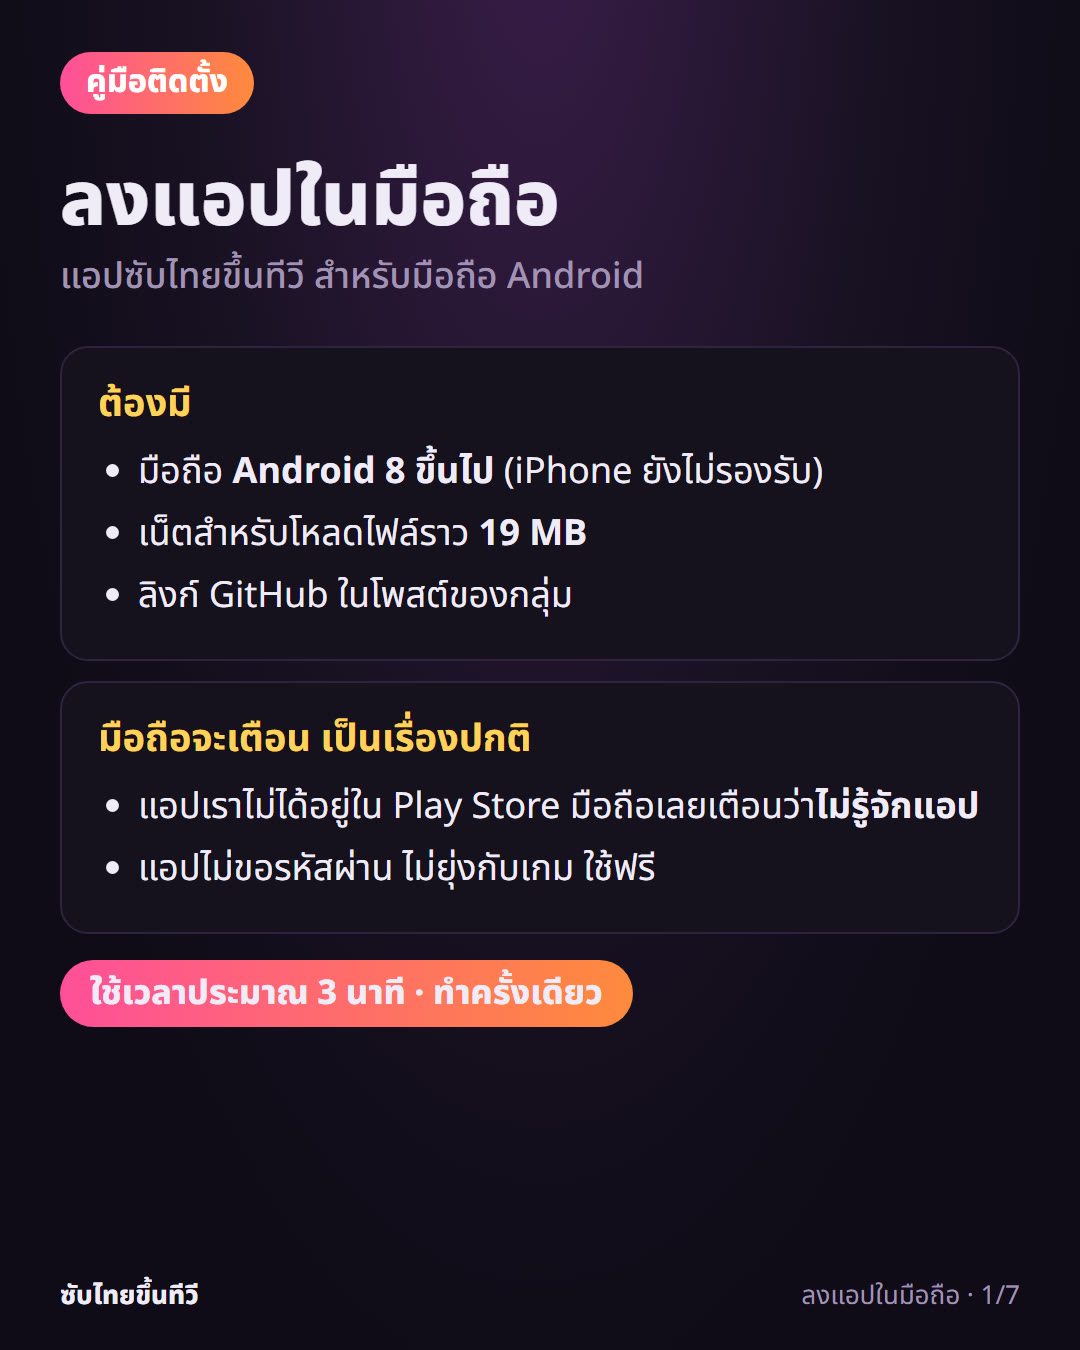 คู่มือติดตั้ง
ลงแอปในมือถือ
แอปซับไทยขึ้นทีวี สำหรับมือถือ Android
ต้องมี
• มือถือ Android 8 ขึ้นไป (iPhone ยังไม่รองรับ)
• เน็ตสำหรับโหลดไฟล์ราว 19 MB
• ลิงก์ GitHub ในโพสต์ของกลุ่ม
มือถือจะเตือน เป็นเรื่องปกติ
• แอปเราไม่ได้อยู่ใน Play Store มือถือเลยเตือนว่าไม่รู้จักแอป
• แอปไม่ขอรหัสผ่าน ไม่ยุ่งกับเกม ใช้ฟรี
ใช้เวลาประมาณ 3 นาที · ทำครั้งเดียว
ซับไทยขึ้นทีวี
ลงแอปในมือถือ · 1/7